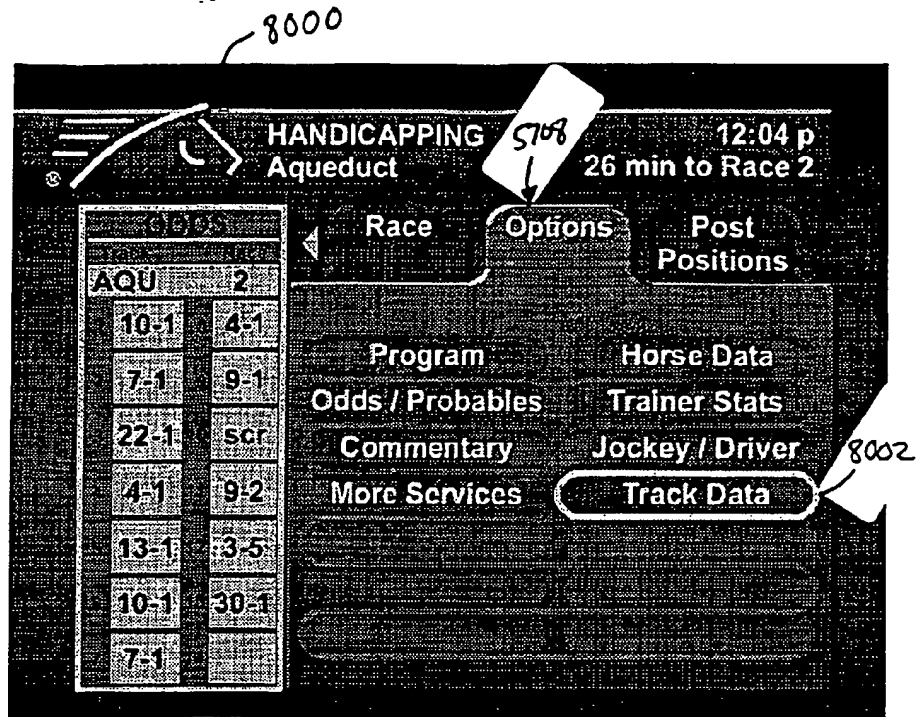 8000
HANDICAPPING
Aqueduct
5708
12:04 p
26 min to Race 2
®
ODDS
Race
Options
Post
Positions
AQU 2
10-1 4-1
7-1 9-1
22-1 scr
4-1 9-2
13-1 3-5
10-1 30-1
7-1
Program
Horse Data
Odds / Probables
Trainer Stats
Commentary
Jockey / Driver
More Services
Track Data
8002